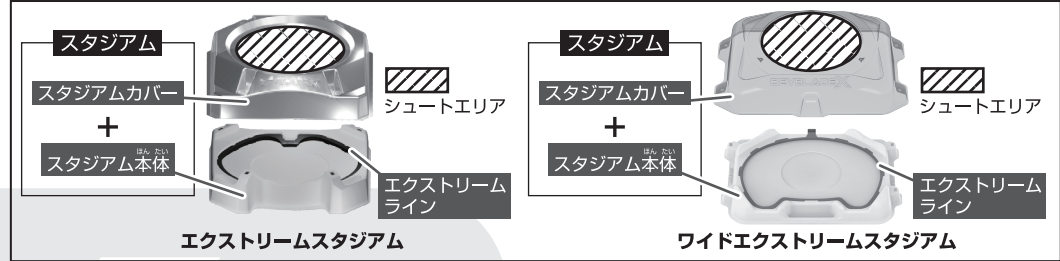 スタジアム
スタジアムカバー
+
スタジアム本体
ほん たい
シュートエリア
エクストリーム
ライン
エクストリームスタジアム
スタジアム
スタジアムカバー
+
スタジアム本体
ほん たい
シュートエリア
エクストリーム
ライン
ワイドエクストリームスタジアム